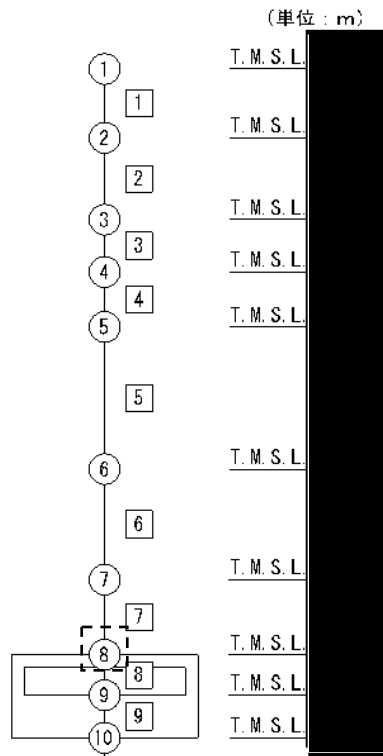 (単位:m)
① T.M.S.L.
1
② T.M.S.L.
2
③ T.M.S.L.
3
④ T.M.S.L.
4
⑤ T.M.S.L.
5
⑥ T.M.S.L.
6
⑦ T.M.S.L.
7
⑧ T.M.S.L.
8
⑨ T.M.S.L.
9
⑩ T.M.S.L.